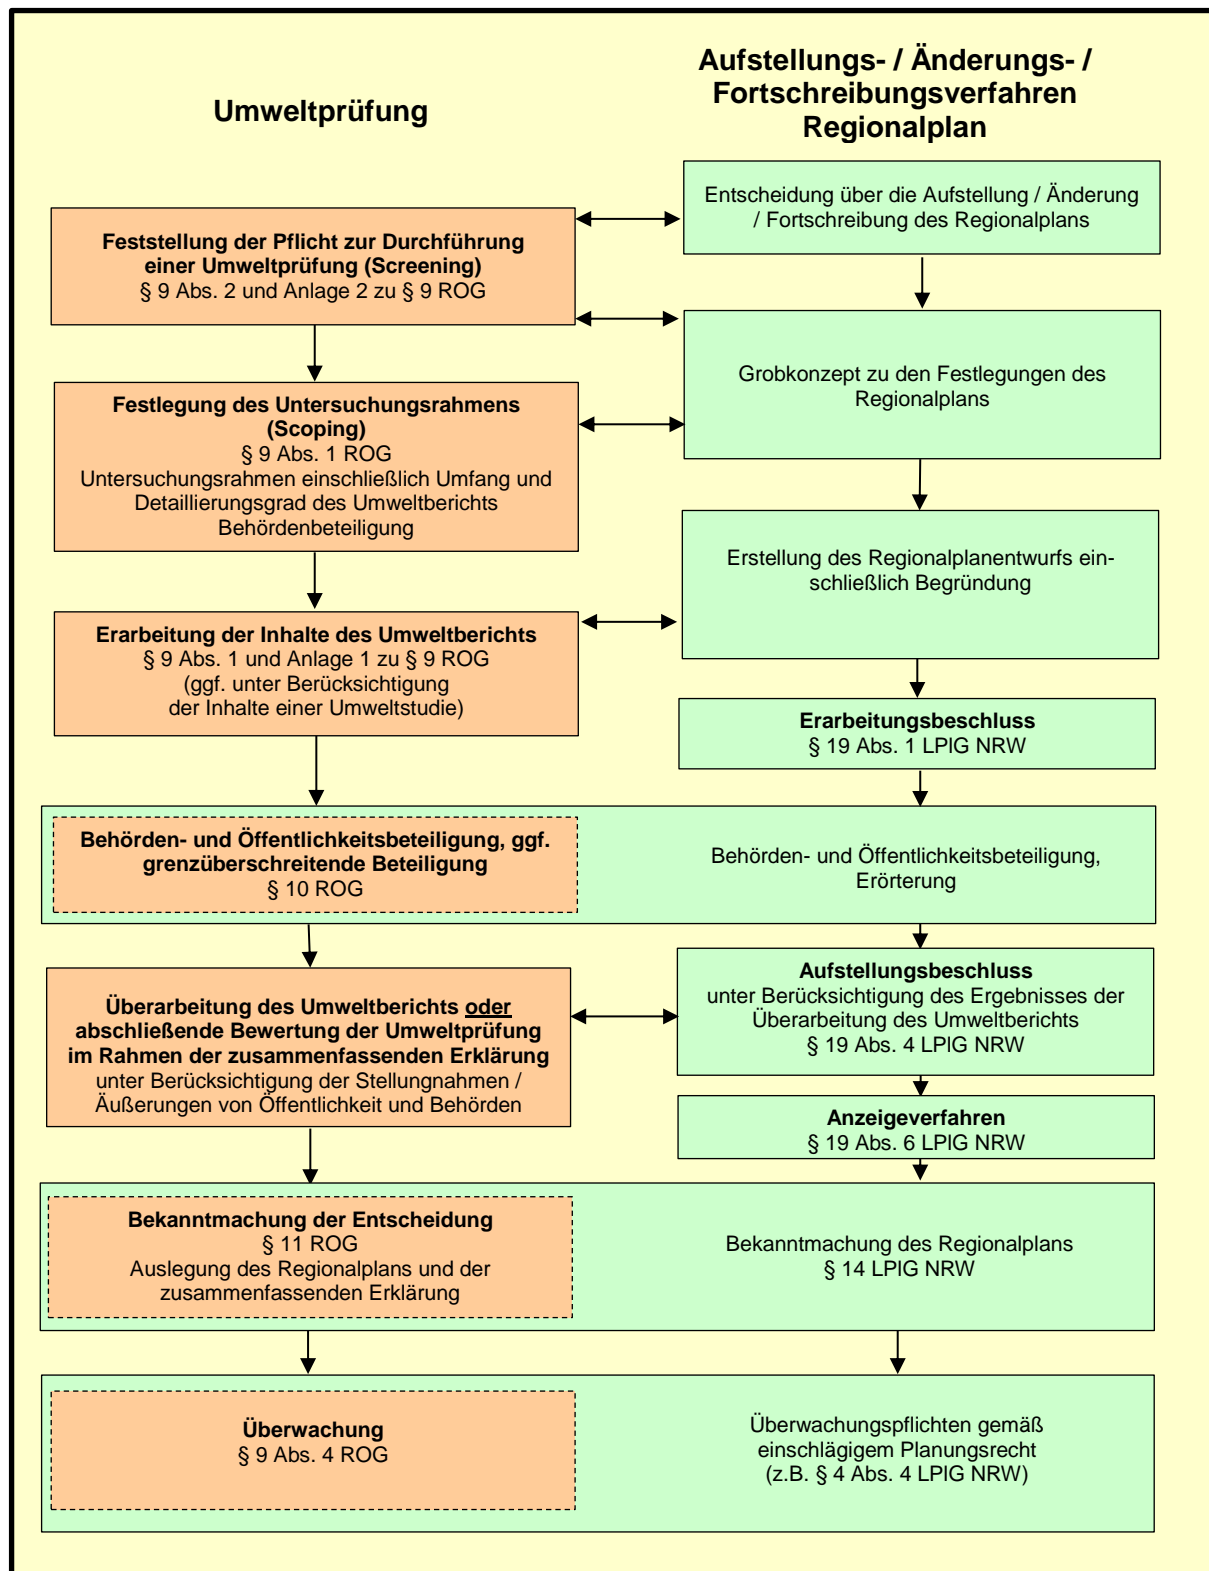 Umweltprüfung
Aufstellungs- / Änderungs- /
Fortschreibungsverfahren
Regionalplan
Entscheidung über die Aufstellung / Änderung
/ Fortschreibung des Regionalplans
Feststellung der Pflicht zur Durchführung
einer Umweltprüfung (Screening)
§ 9 Abs. 2 und Anlage 2 zu § 9 ROG
Grobkonzept zu den Festlegungen des
Regionalplans
Festlegung des Untersuchungsrahmens
(Scoping)
§ 9 Abs. 1 ROG
Untersuchungsrahmen einschließlich Umfang und
Detaillierungsgrad des Umweltberichts
Behördenbeteiligung
Erstellung des Regionalplanentwurfs ein-
schließlich Begründung
Erarbeitung der Inhalte des Umweltberichts
§ 9 Abs. 1 und Anlage 1 zu § 9 ROG
(ggf. unter Berücksichtigung
der Inhalte einer Umweltstudie)
Erarbeitungsbeschluss
§ 19 Abs. 1 LPlG NRW
Behörden- und Öffentlichkeitsbeteiligung, ggf.
grenzüberschreitende Beteiligung
§ 10 ROG
Behörden- und Öffentlichkeitsbeteiligung,
Erörterung
Aufstellungsbeschluss
unter Berücksichtigung des Ergebnisses der
Überarbeitung des Umweltberichts
§ 19 Abs. 4 LPlG NRW
Überarbeitung des Umweltberichts oder
abschließende Bewertung der Umweltprüfung
im Rahmen der zusammenfassenden Erklärung
unter Berücksichtigung der Stellungnahmen /
Äußerungen von Öffentlichkeit und Behörden
Anzeigeverfahren
§ 19 Abs. 6 LPlG NRW
Bekanntmachung der Entscheidung
§ 11 ROG
Auslegung des Regionalplans und der
zusammenfassenden Erklärung
Bekanntmachung des Regionalplans
§ 14 LPlG NRW
Überwachung
§ 9 Abs. 4 ROG
Überwachungspflichten gemäß
einschlägigem Planungsrecht
(z.B. § 4 Abs. 4 LPlG NRW)